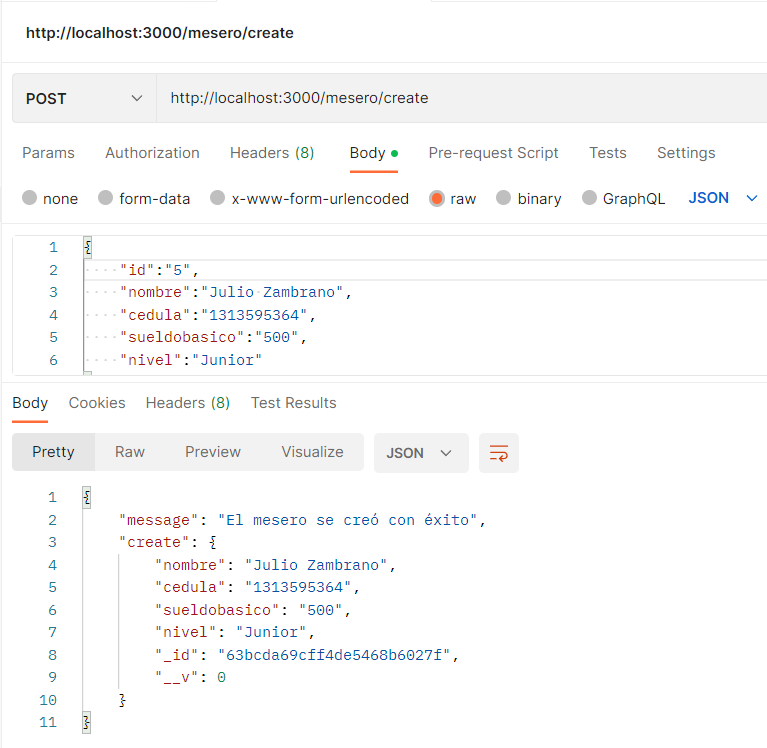 http://localhost:3000/mesero/create
POST http://localhost:3000/mesero/create
Params Authorization Headers (8) Body Pre-request Script Tests Settings
none form-data x-www-form-urlencoded raw binary GraphQL JSON
1 {
2 "id":"5",
3 "nombre":"Julio Zambrano",
4 "cedula":"1313595364",
5 "sueldobasico":"500",
6 "nivel":"Junior"
Body Cookies Headers (8) Test Results
Pretty Raw Preview Visualize JSON
1 {
2 "message": "El mesero se creó con éxito",
3 "create": {
4 "nombre": "Julio Zambrano",
5 "cedula": "1313595364",
6 "sueldobasico": "500",
7 "nivel": "Junior",
8 "_id": "63bcda69cff4de5468b6027f",
9 "__v": 0
10 }
11 }